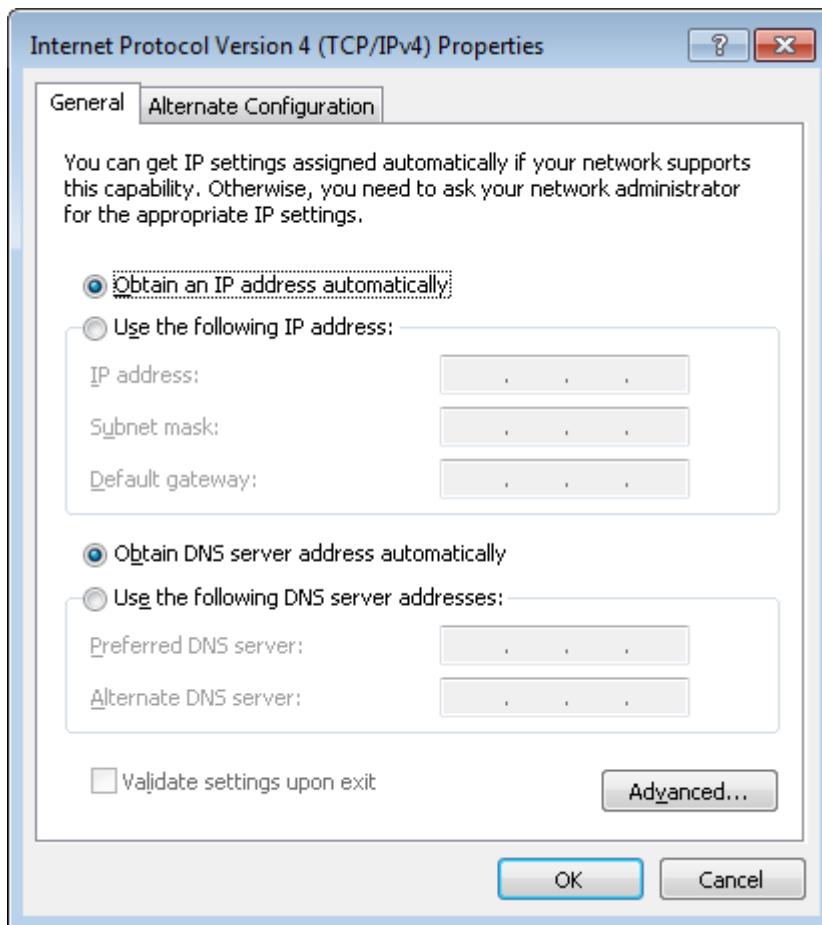 Internet Protocol Version 4 (TCP/IPv4) Properties
General
Alternate Configuration
You can get IP settings assigned automatically if your network supports
this capability. Otherwise, you need to ask your network administrator
for the appropriate IP settings.
Obtain an IP address automatically
Use the following IP address:
IP address:
Subnet mask:
Default gateway:
Obtain DNS server address automatically
Use the following DNS server addresses:
Preferred DNS server:
Alternate DNS server:
Validate settings upon exit
Advanced...
OK
Cancel